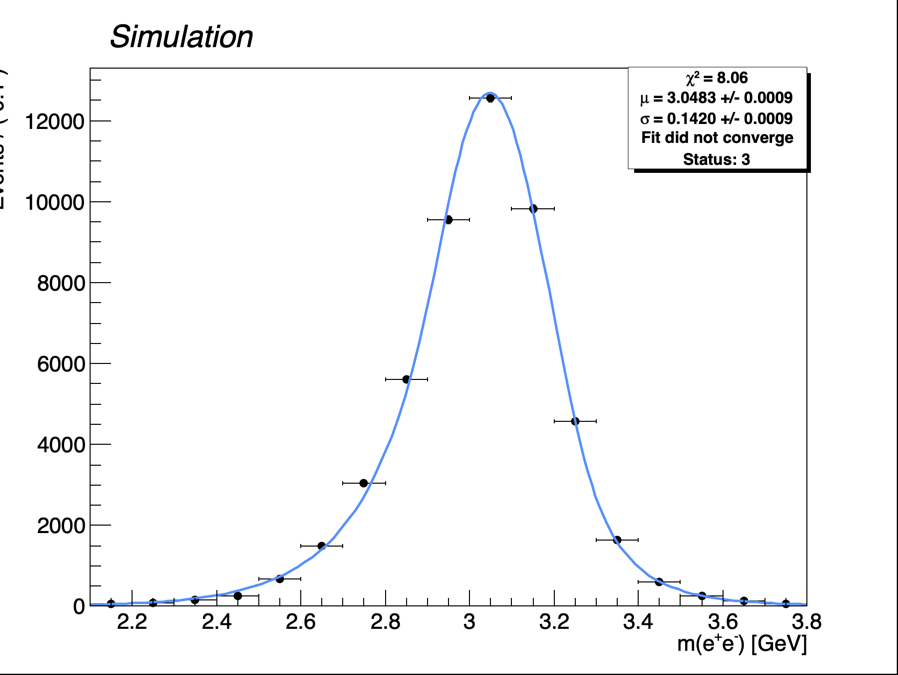 Simulation
χ² = 8.06
μ = 3.0483 +/- 0.0009
σ = 0.1420 +/- 0.0009
Fit did not converge
Status: 3
12000
10000
8000
6000
4000
2000
0
2.2 2.4 2.6 2.8 3 3.2 3.4 3.6 3.8
m(e⁺e⁻) [GeV]